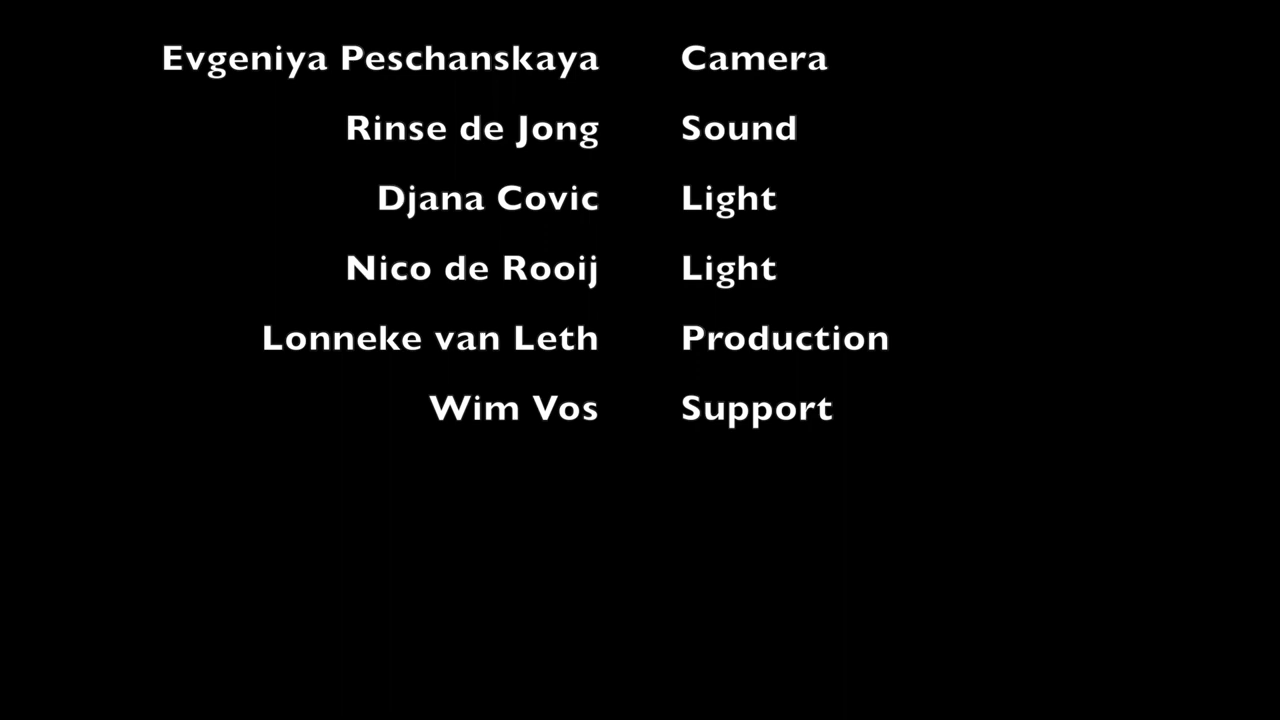 Evgeniya Peschanskaya Camera
Rinse de Jong Sound
Djana Covic Light
Nico de Rooij Light
Lonneke van Leth Production
Wim Vos Support